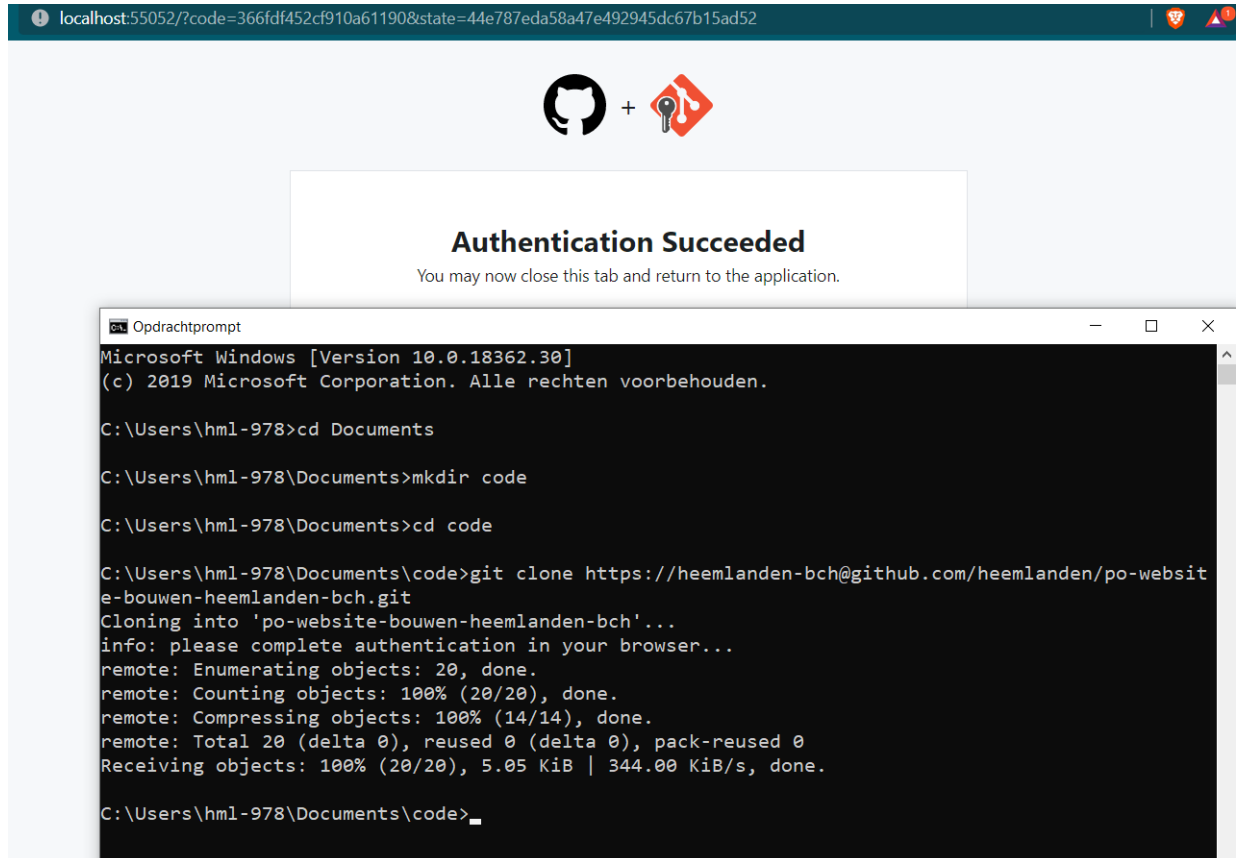 localhost:55052/?code=366fdf452cf910a61190&state=44e787eda58a47e492945dc67b15ad52
1
+
Authentication Succeeded
You may now close this tab and return to the application.
C:\. Opdrachtprompt
Microsoft Windows [Version 10.0.18362.30]
(c) 2019 Microsoft Corporation. Alle rechten voorbehouden.
C:\Users\hml-978>cd Documents
C:\Users\hml-978\Documents>mkdir code
C:\Users\hml-978\Documents>cd code
C:\Users\hml-978\Documents\code>git clone https://heemlanden-bch@github.com/heemlanden/po-websit
e-bouwen-heemlanden-bch.git
Cloning into 'po-website-bouwen-heemlanden-bch'...
info: please complete authentication in your browser...
remote: Enumerating objects: 20, done.
remote: Counting objects: 100% (20/20), done.
remote: Compressing objects: 100% (14/14), done.
remote: Total 20 (delta 0), reused 0 (delta 0), pack-reused 0
Receiving objects: 100% (20/20), 5.05 KiB | 344.00 KiB/s, done.
C:\Users\hml-978\Documents\code>